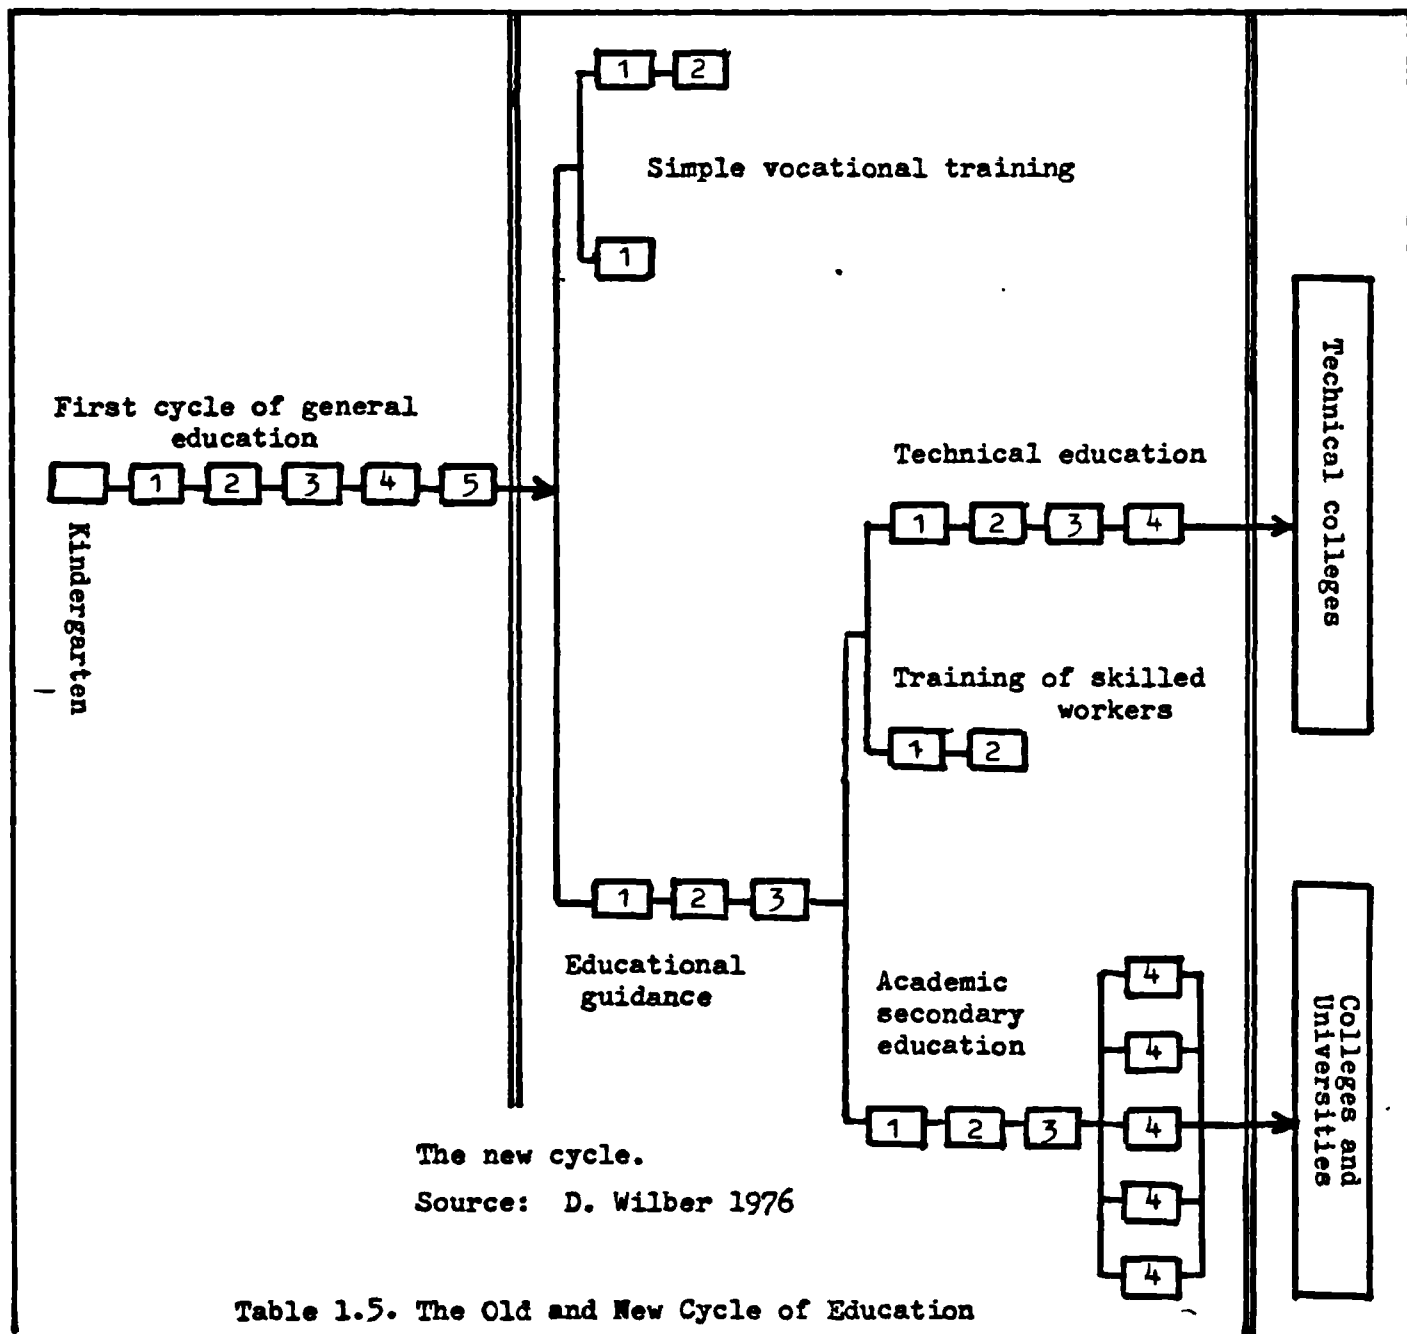 1 2
Simple vocational training
1
First cycle of general
education
1 2 3 4 5
Kindergarten
Technical education
1 2 3 4
Technical colleges
Training of skilled
workers
1 2
1 2 3
Educational
guidance
Academic
secondary
education
4
4
1 2 3 4
4
4
Colleges and
Universities
The new cycle.
Source: D. Wilber 1976
Table 1.5. The Old and New Cycle of Education